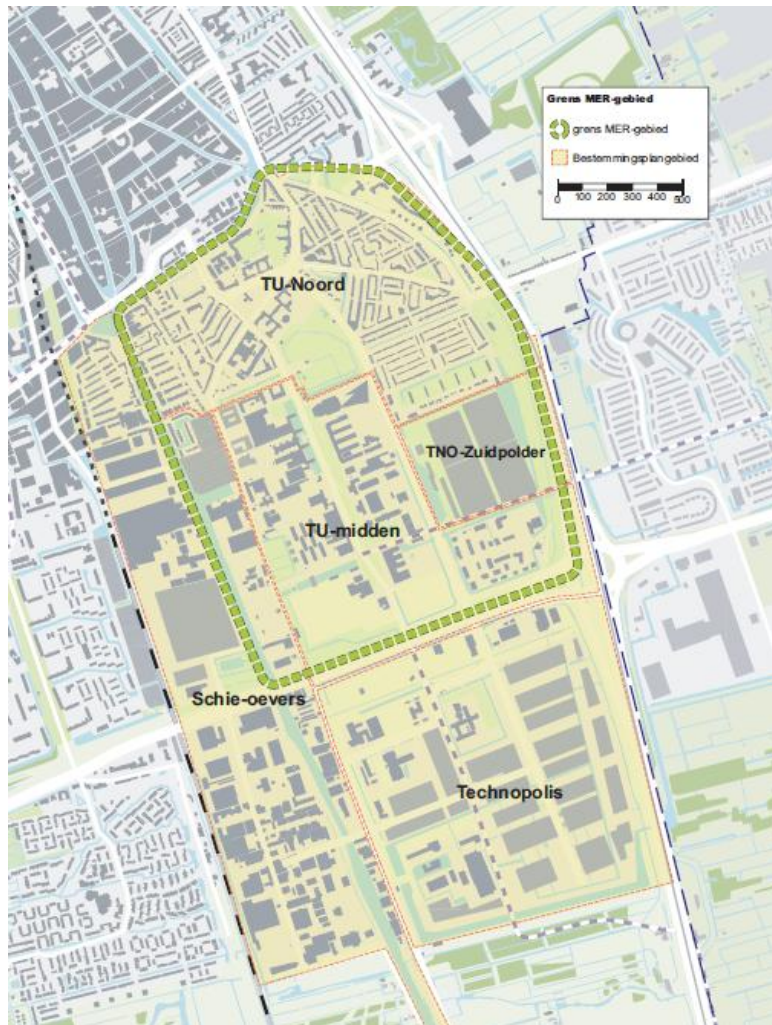 Grens MER-gebied
grens MER-gebied
Bestemmingsplangebied
0 100 200 300 400 500
TU-Noord
TNO-Zuidpolder
TU-midden
Schie-oevers
Technopolis